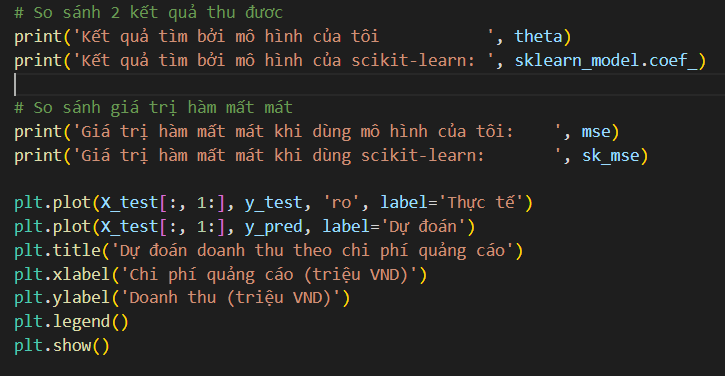 # So sánh 2 kết quả thu đươc
print('Kết quả tìm bởi mô hình của tôi          ', theta)
print('Kết quả tìm bởi mô hình của scikit-learn: ', sklearn_model.coef_)
# So sánh giá trị hàm mất mát
print('Giá trị hàm mất mát khi dùng mô hình của tôi:    ', mse)
print('Giá trị hàm mất mát khi dùng scikit-learn:       ', sk_mse)
plt.plot(X_test[:, 1:], y_test, 'ro', label='Thực tế')
plt.plot(X_test[:, 1:], y_pred, label='Dự đoán')
plt.title('Dự đoán doanh thu theo chi phí quảng cáo')
plt.xlabel('Chi phí quảng cáo (triệu VND)')
plt.ylabel('Doanh thu (triệu VND)')
plt.legend()
plt.show()